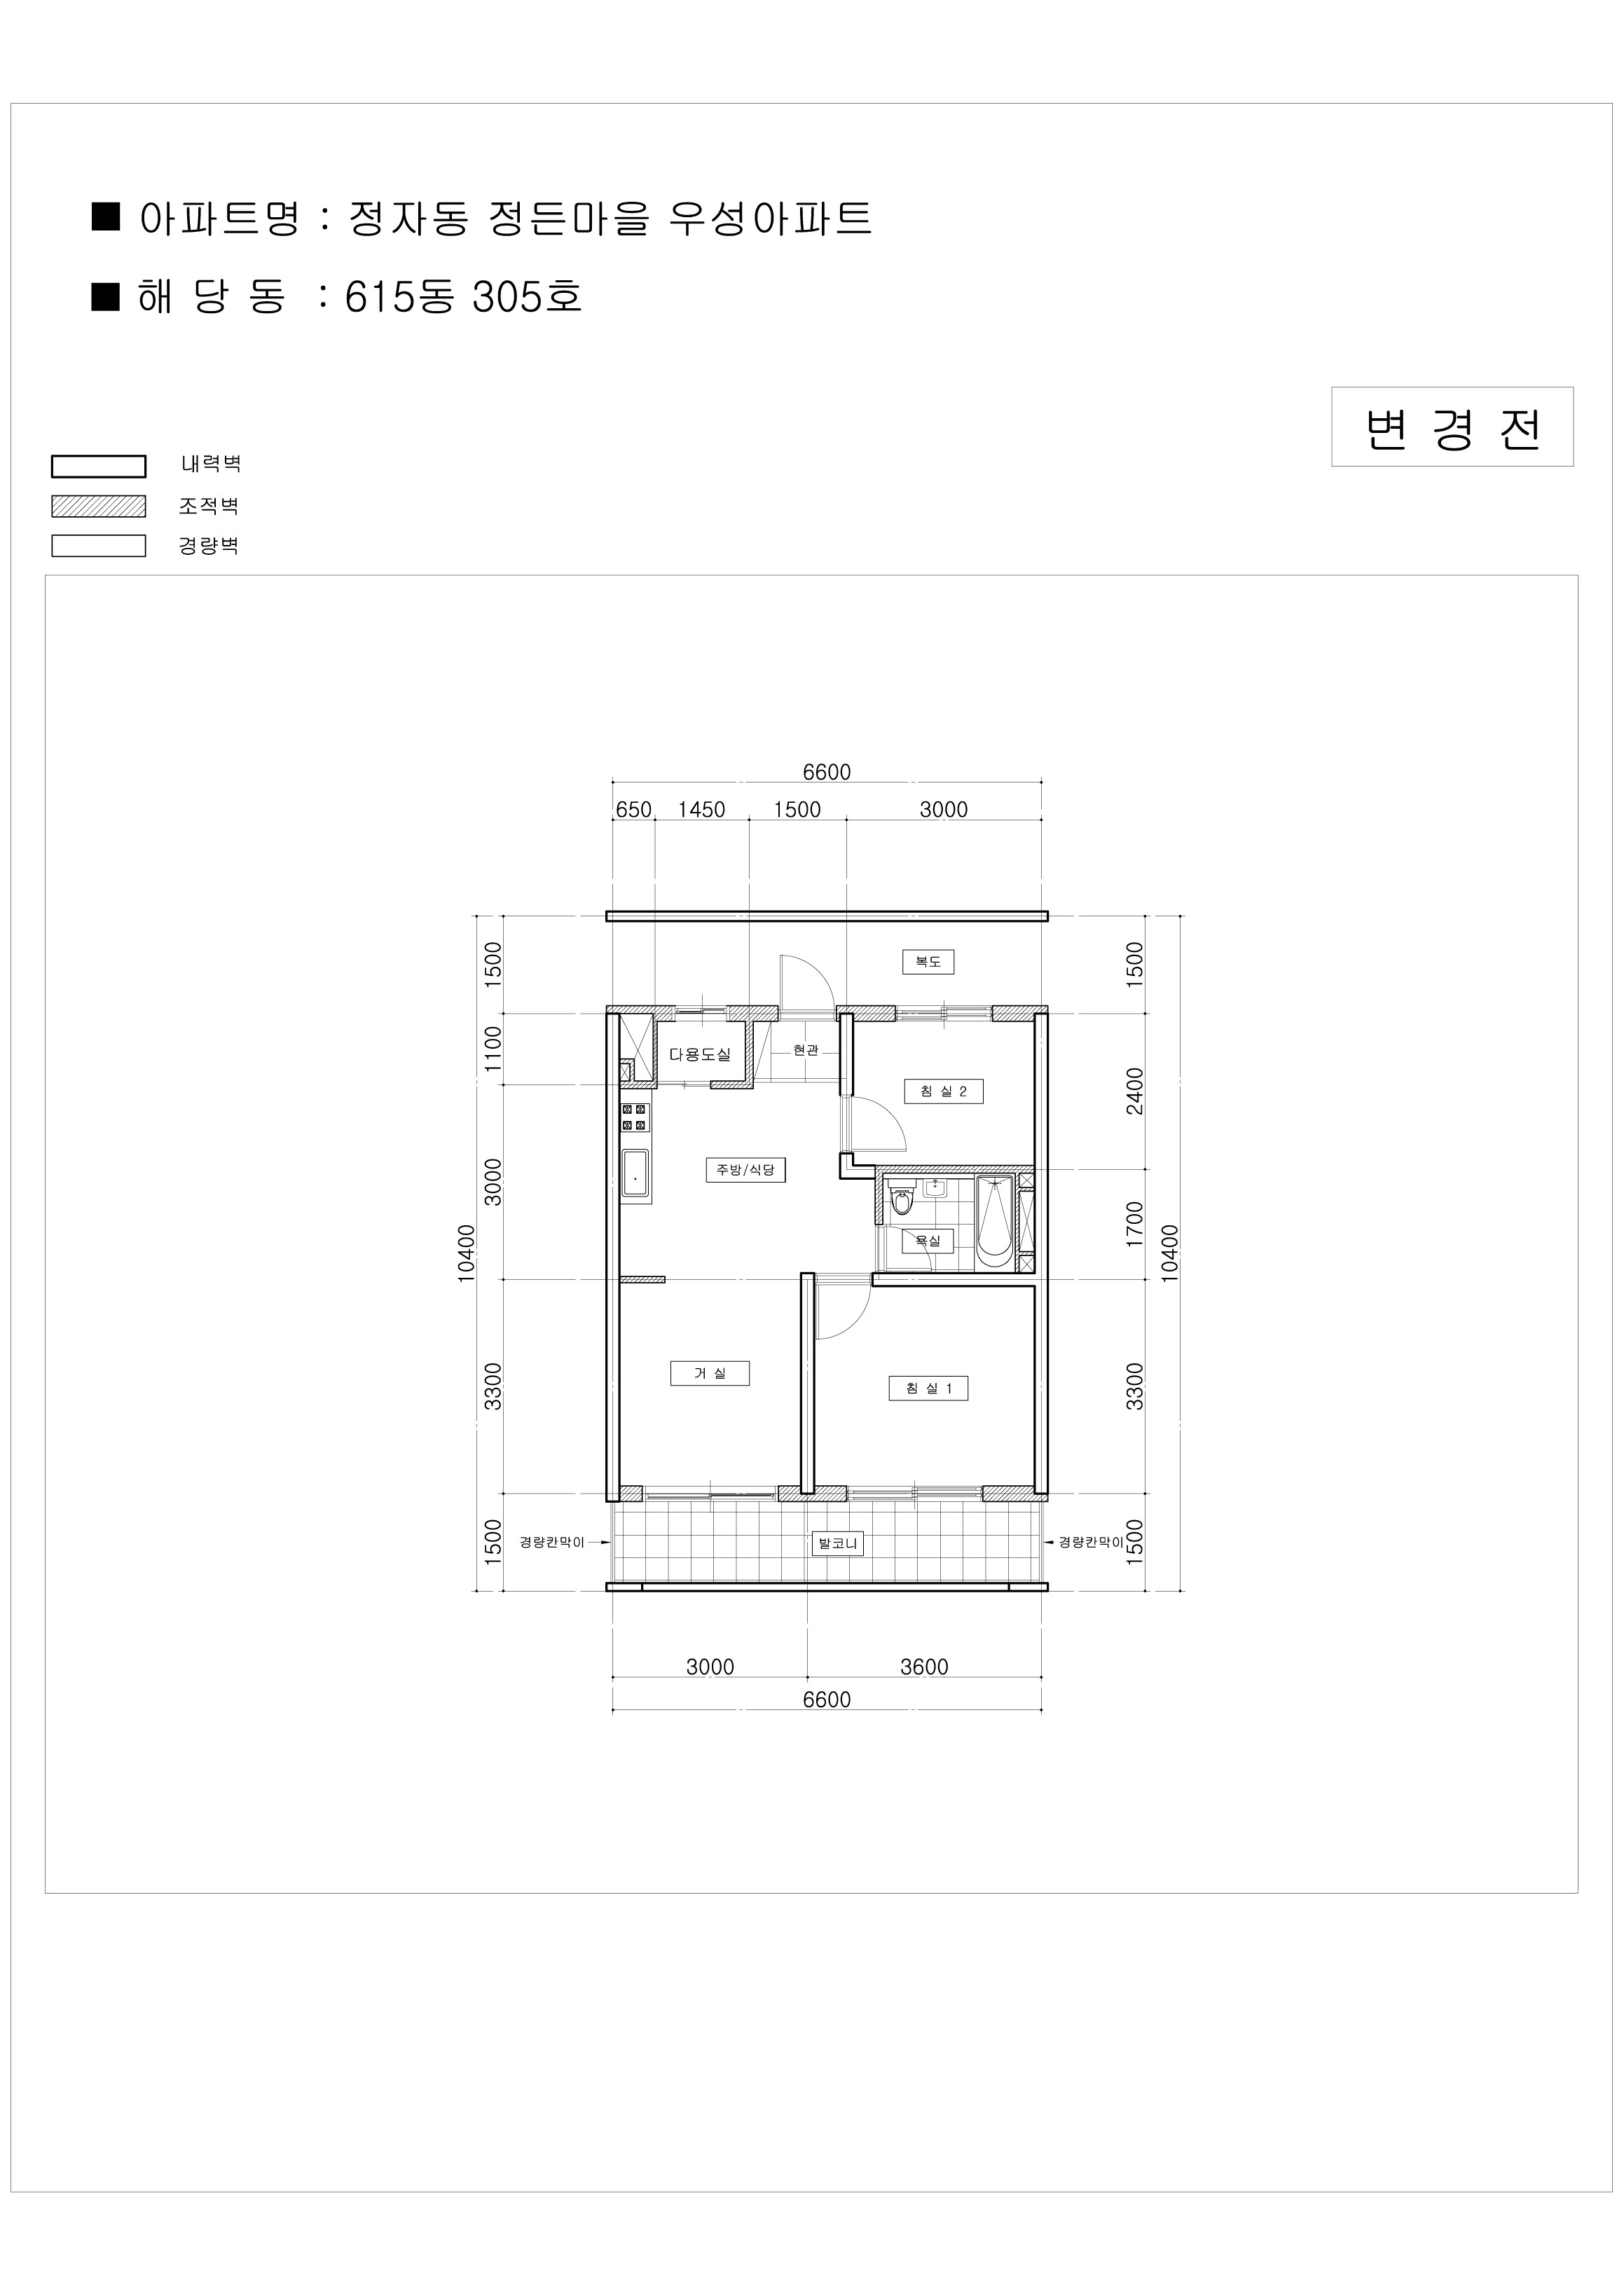 ■ 아파트명 : 정자동 정든마을 우성아파트
■ 해 당 동 : 615동 305호
변 경 전
내력벽
조적벽
경량벽
6600
650 1450 1500 3000
1500 1100 3000 3300 1500
10400
복도
다용도실
현관
침 실 2
주방/식당
욕실
거 실
침 실 1
1500 2400 1700 3300 1500
10400
경량칸막이
발코니
경량칸막이
3000 3600
6600